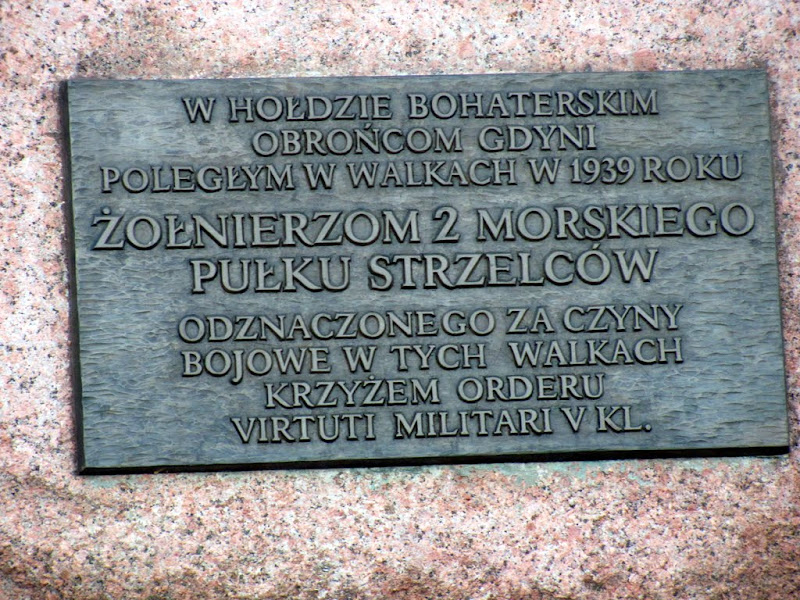 W HOŁDZIE BOHATERSKIM
OBROŃCOM GDYNI
POLEGŁYM W WALKACH W 1939 ROKU
ŻOŁNIERZOM 2 MORSKIEGO
PUŁKU STRZELCÓW
ODZNACZONEGO ZA CZYNY
BOJOWE W TYCH WALKACH
KRZYŻEM ORDERU
VIRTUTI MILITARI V KL.